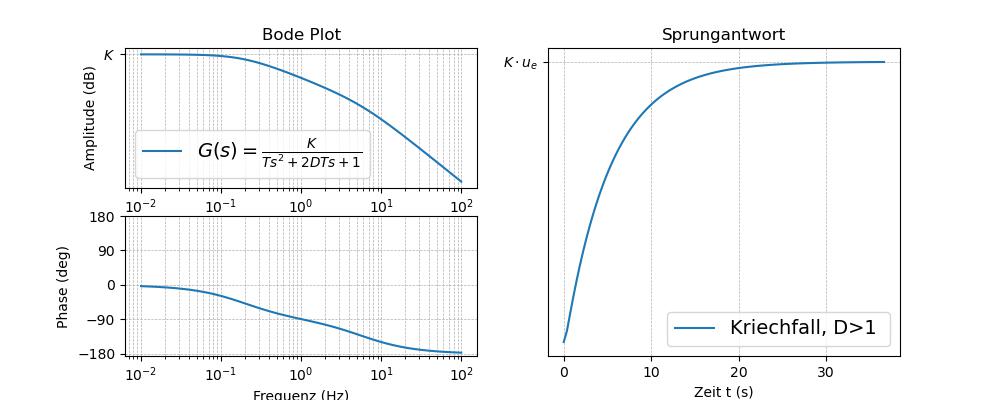 Bode Plot
K
Amplitude (dB)
G(s) = K / Ts² + 2DTs + 1
10⁻² 10⁻¹ 10⁰ 10¹ 10²
180
90
0
−90
−180
Phase (deg)
10⁻² 10⁻¹ 10⁰ 10¹ 10²
Frequenz (Hz)
Sprungantwort
K · uₑ
Kriechfall, D>1
0 10 20 30
Zeit t (s)